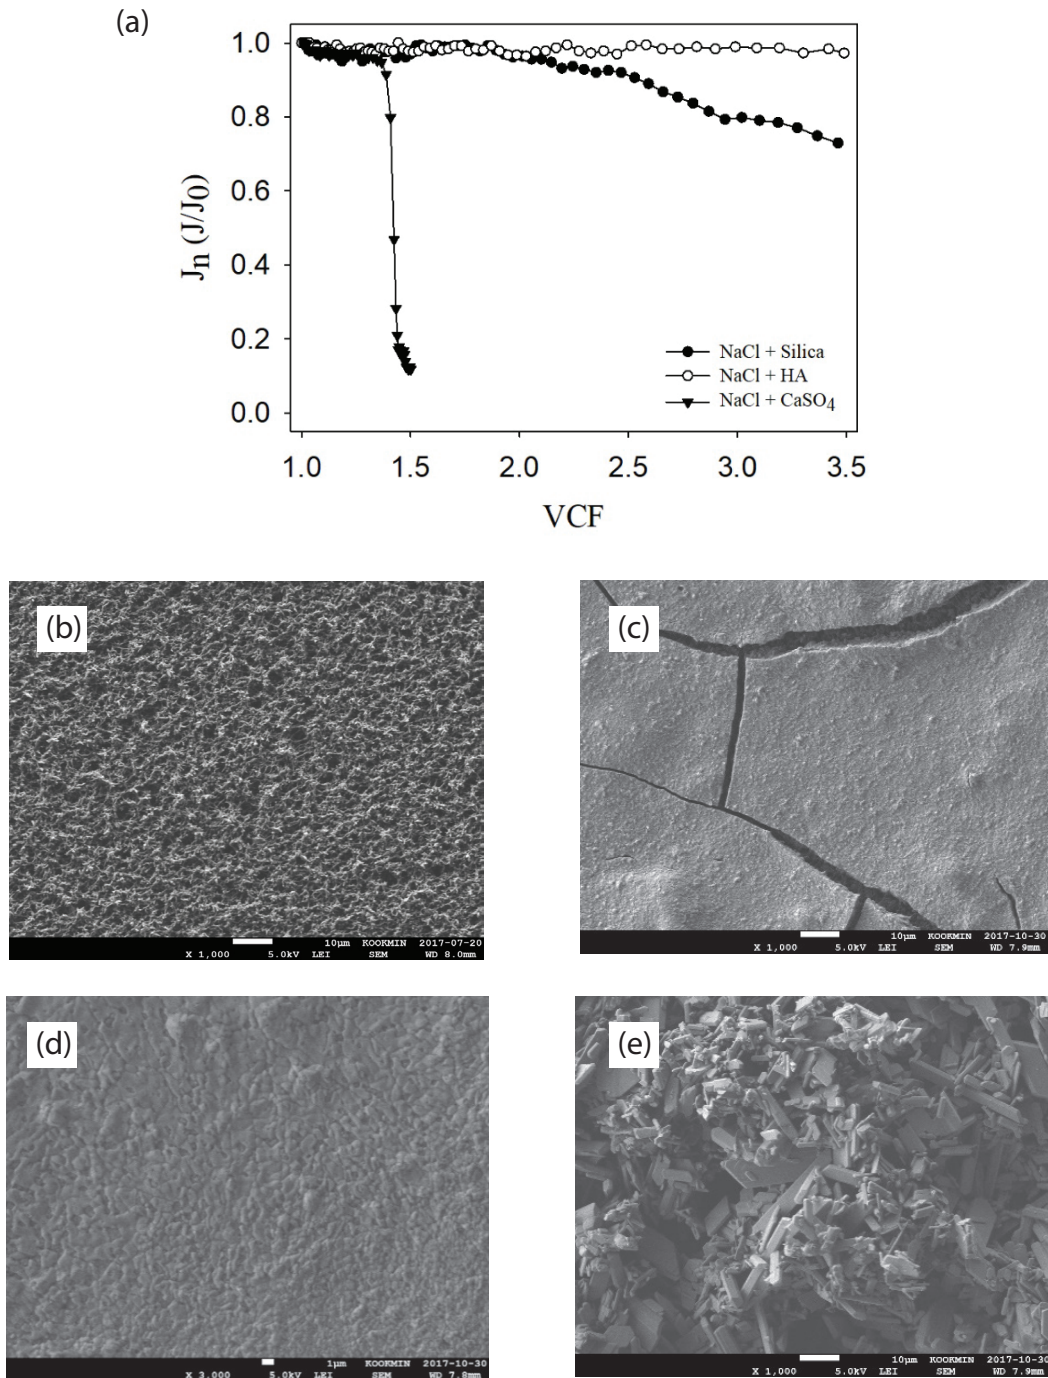 (a)
1.0
0.8
0.6
0.4
0.2
0.0
Jn (J/J0)
NaCl + Silica
NaCl + HA
NaCl + CaSO4
1.0 1.5 2.0 2.5 3.0 3.5
VCF
(b)
10µm KOOKMIN 2017-07-20
X 1,000 5.0kV LEI SEM WD 8.0mm
(c)
10µm KOOKMIN 2017-10-30
X 1,000 5.0kV LEI SEM WD 7.9mm
(d)
1µm KOOKMIN 2017-10-30
X 3,000 5.0kV LEI SEM WD 7.8mm
(e)
10µm KOOKMIN 2017-10-30
X 1,000 5.0kV LEI SEM WD 7.9mm